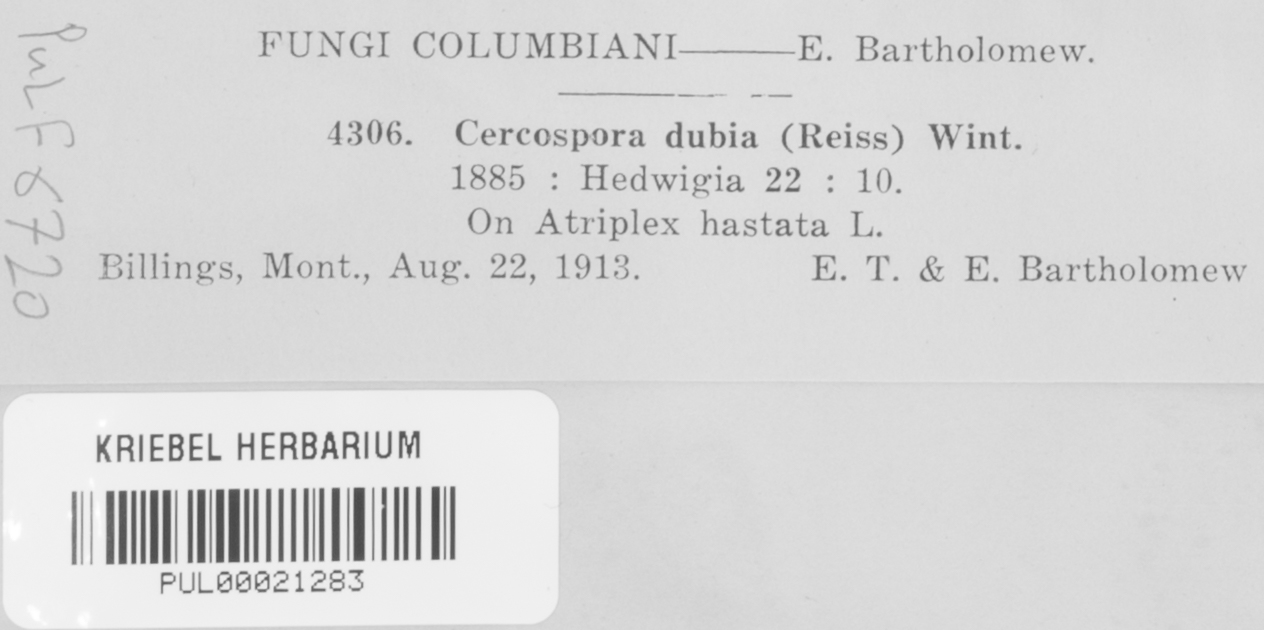 FUNGI COLUMBIANI———E. Bartholomew.
4306. Cercospora dubia (Reiss) Wint.
1885 : Hedwigia 22 : 10.
On Atriplex hastata L.
Billings, Mont., Aug. 22, 1913. E. T. & E. Bartholomew
PUL F 6720
KRIEBEL HERBARIUM
PUL00021283